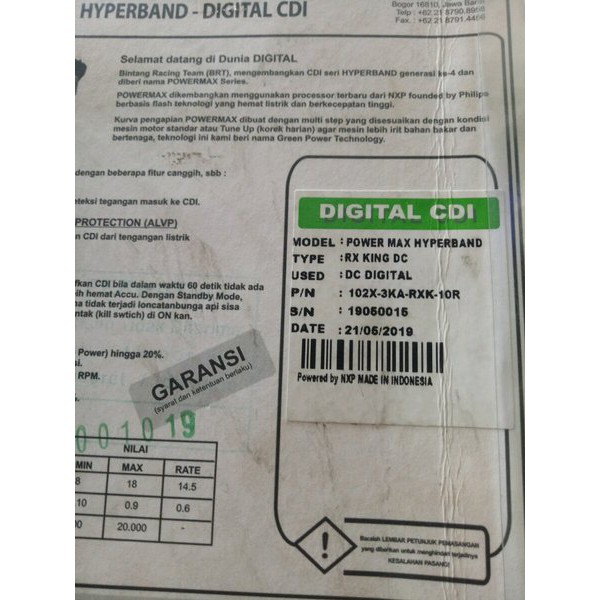 HYPERBAND - DIGITAL CDI
Bogor 16810, Jawa Barat
Telp : +62 21 8790.8968
Fax. : +62 21 8791.4486
Selamat datang di Dunia DIGITAL
Bintang Racing Team (BRT), mengembangkan CDI seri HYPERBAND generasi ke-4 dan
diberi nama POWERMAX Series.
POWERMAX dikembangkan menggunakan processor terbaru dari NXP founded by Philips
berbasis flash teknologi yang hemat listrik dan berkecepatan tinggi.
Kurva pengapian POWERMAX dibuat dengan multi step yang disesuaikan dengan kondisi
mesin motor standar atau Tune Up (korek harian) agar mesin lebih irit bahan bakar dan
bertenaga, teknologi ini kami beri nama Green Power Technology.
dengan beberapa fitur canggih, sbb :
teksi tegangan masuk ke CDI.
PROTECTION (ALVP)
n CDI dari tegangan listrik
fkan CDI bila dalam waktu 60 detik tidak ada
ih hemat Accu. Dengan Standby Mode,
a tidak terjadi loncatanbunga api sisa
ntak (kill swtich) di ON kan.
Power) hingga 20%.
si.
RPM.
GARANSI
(syarat dan ketentuan berlaku)
001019
NILAI
MIN MAX RATE
8 18 14.5
10 0.9 0.6
00 20.000 -
DIGITAL CDI
MODEL : POWER MAX HYPERBAND
TYPE : RX KING DC
USED : DC DIGITAL
P/N : 102X-3KA-RXK-10R
S/N : 19050015
DATE : 21/05/2019
Powered by NXP MADE IN INDONESIA
!
Bacalah LEMBAR PETUNJUK PEMASANGAN
yang diberikan untuk menghindari terjadinya
KESALAHAN PASANG!